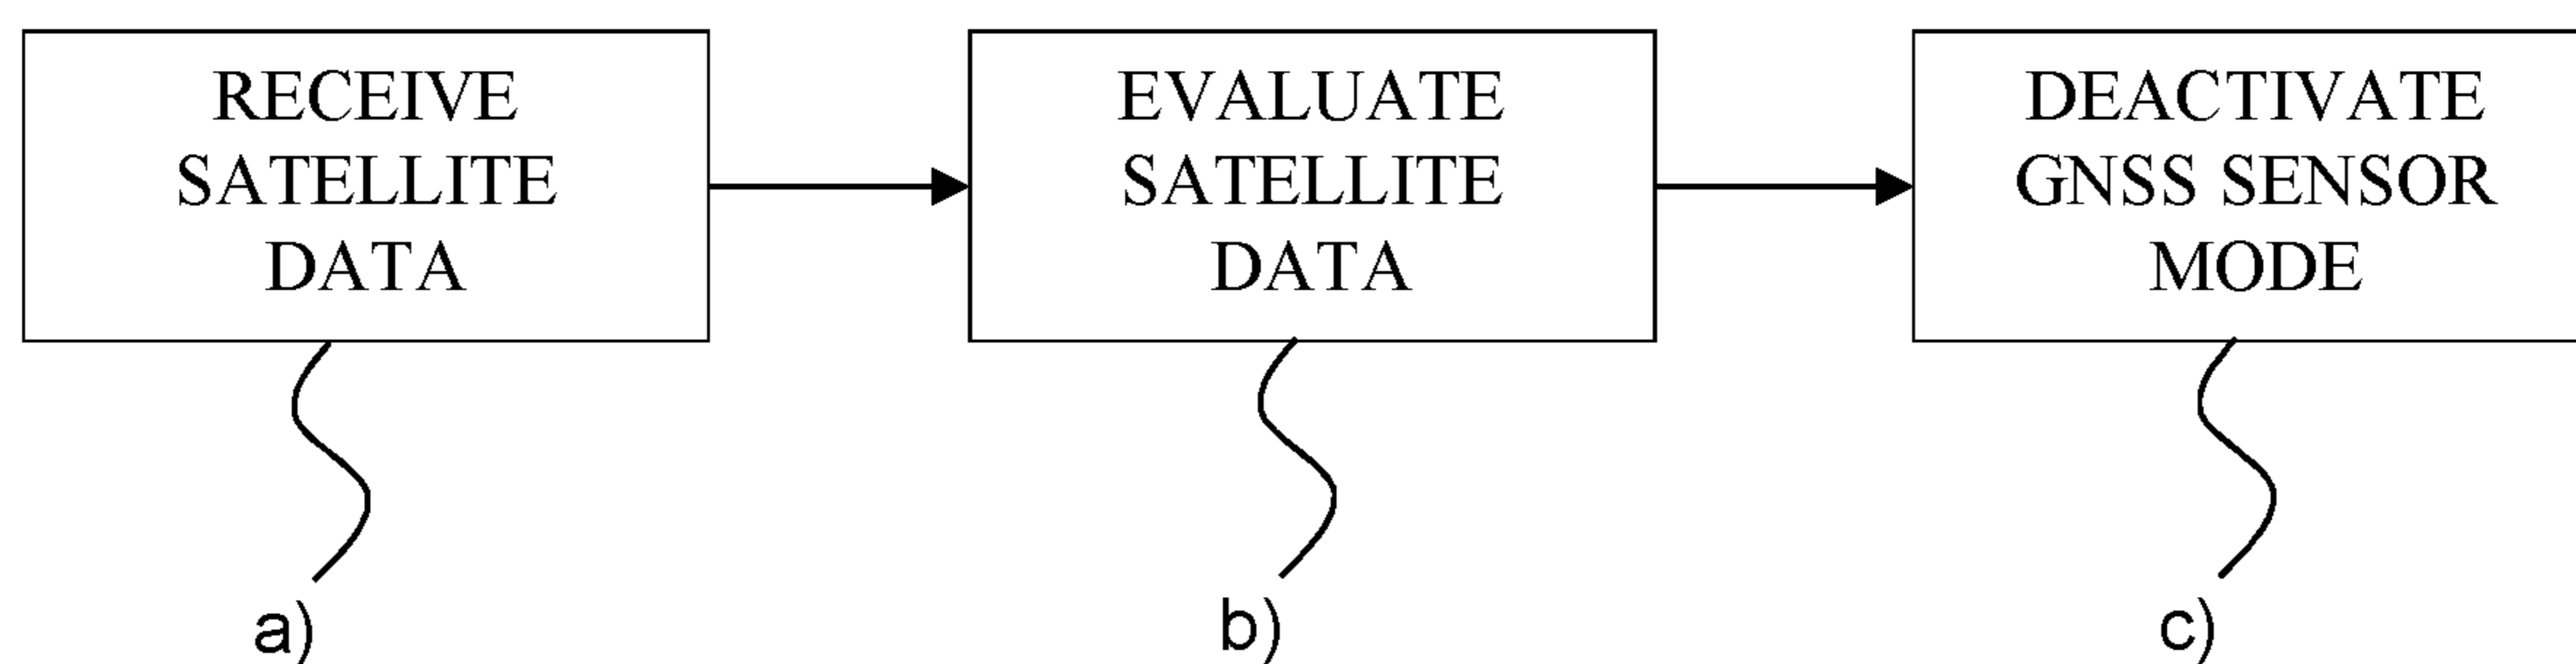 RECEIVE
SATELLITE
DATA
EVALUATE
SATELLITE
DATA
DEACTIVATE
GNSS SENSOR
MODE
a)
b)
c)